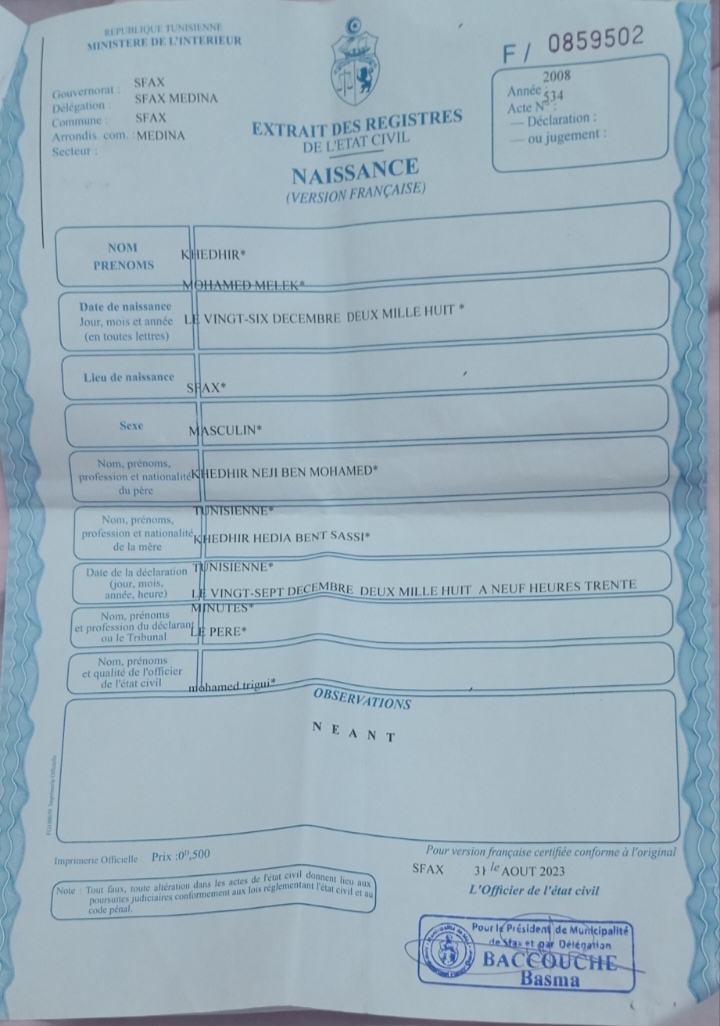 REPUBLIQUE TUNISIENNE
MINISTERE DE L'INTERIEUR
F/ 0859502
Gouvernorat : SFAX
Délégation : SFAX MEDINA
Commune : SFAX
Arrondis. com. : MEDINA
Secteur :
2008
Année
534
Acte N° :
— Déclaration :
— ou jugement :
EXTRAIT DES REGISTRES
DE L'ETAT CIVIL
NAISSANCE
(VERSION FRANÇAISE)
NOM
PRENOMS
KHEDHIR*
MOHAMED MELEK*
Date de naissance
Jour, mois et année
(en toutes lettres)
LE VINGT-SIX DECEMBRE DEUX MILLE HUIT *
Lieu de naissance
SFAX*
Sexe
MASCULIN*
Nom, prénoms,
profession et nationalité
du père
KHEDHIR NEJI BEN MOHAMED*
TUNISIENNE*
Nom, prénoms,
profession et nationalité
de la mère
KHEDHIR HEDIA BENT SASSI*
TUNISIENNE*
Date de la déclaration
(jour, mois,
année, heure)
LE VINGT-SEPT DECEMBRE DEUX MILLE HUIT A NEUF HEURES TRENTE
MINUTES*
Nom, prénoms
et profession du déclarant
ou le Tribunal
LE PERE*
Nom, prénoms
et qualité de l'officier
de l'état civil
mohamed trigui*
OBSERVATIONS
N E A N T
Imprimerie Officielle Prix :0ᴰ,500
Pour version française certifiée conforme à l'original
SFAX 31 le AOUT 2023
L'Officier de l'état civil
Note : Tout faux, toute altération dans les actes de l'état civil donnent lieu aux
poursuites judiciaires conformement aux lois réglementant l'état civil et au
code pénal.
Pour le Président de Municipalité
de Sfax et par Délégation
BACCOUCHE
Basma